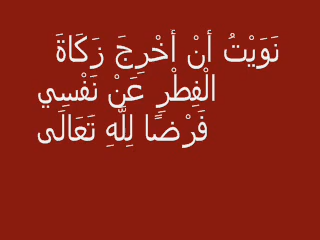 نَوَيْتُ أَنْ أُخْرِجَ زَكَاةَ
الْفِطْرِ عَنْ نَفْسِي
فَرْضًا لِلَّهِ تَعَالَى